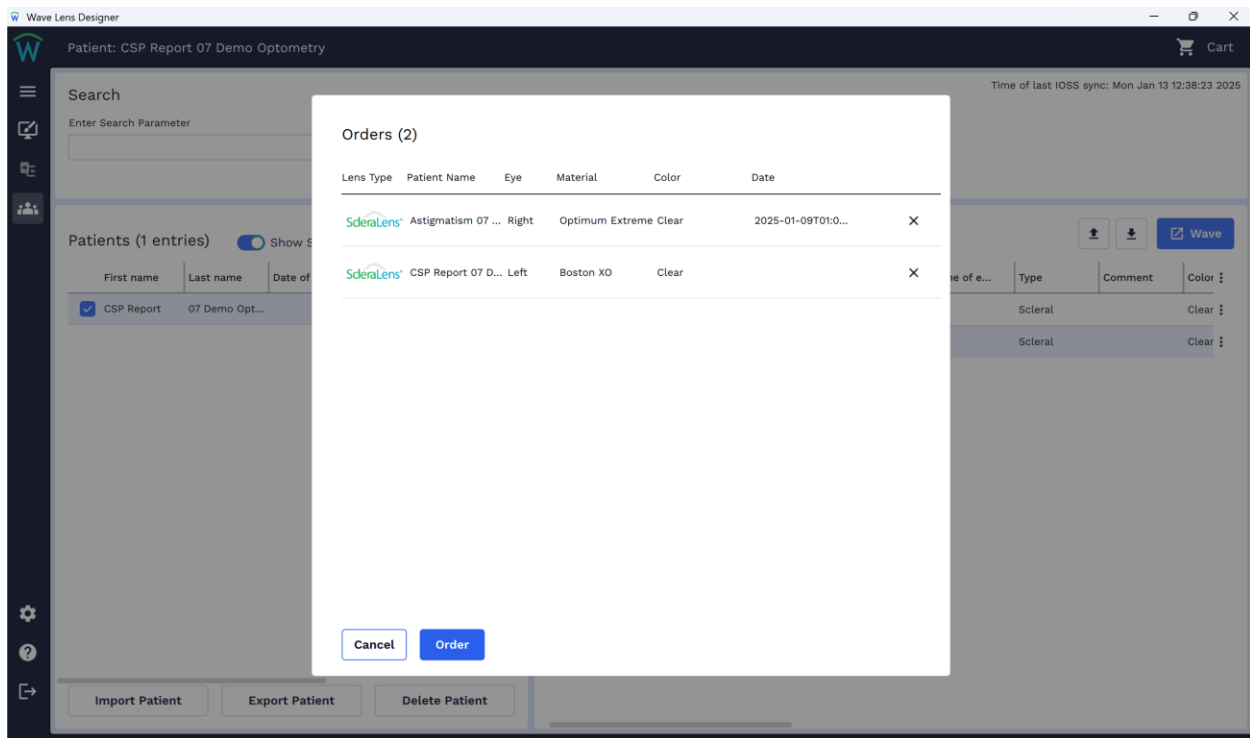 Wave Lens Designer
Patient: CSP Report 07 Demo Optometry
Cart
Time of last IOSS sync: Mon Jan 13 12:38:23 2025
Search
Enter Search Parameter
Orders (2)
Lens Type Patient Name Eye Material Color Date
ScleraLens Astigmatism 07 ... Right Optimum Extreme Clear 2025-01-09T01:0...
ScleraLens CSP Report 07 D... Left Boston XO Clear
Cancel Order
Patients (1 entries) Show S
Wave
First name Last name Date of
CSP Report 07 Demo Opt...
ne of e... Type Comment Color
Scleral Clear
Scleral Clear
Import Patient Export Patient Delete Patient